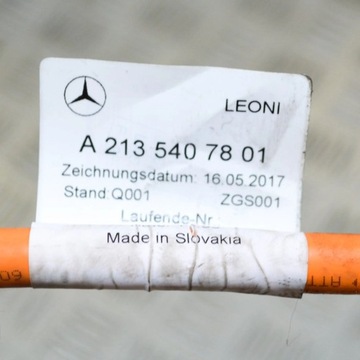 LEONI
A 213 540 78 01
Zeichnungsdatum: 16.05.2017
Stand:Q001 ZGS001
Laufende-Nr
Made in Slovakia